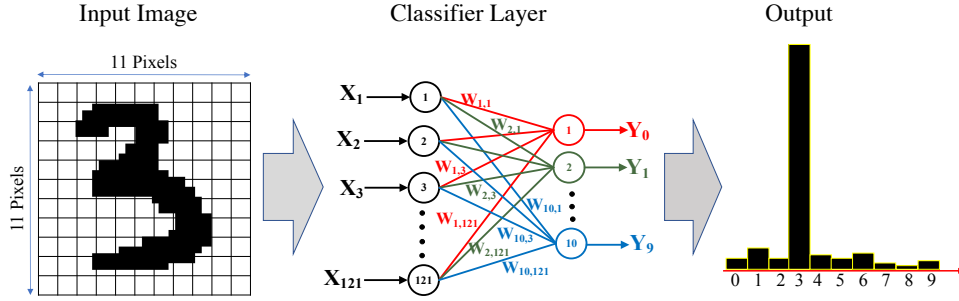 Input Image
Classifier Layer
Output
11 Pixels
11 Pixels
X1
X2
X3
X121
1
2
3
121
W1,1
W2,1
W1,3
W2,3
W10,1
W1,121
W10,3
W2,121
W10,121
1
2
10
Y0
Y1
Y9
0 1 2 3 4 5 6 7 8 9